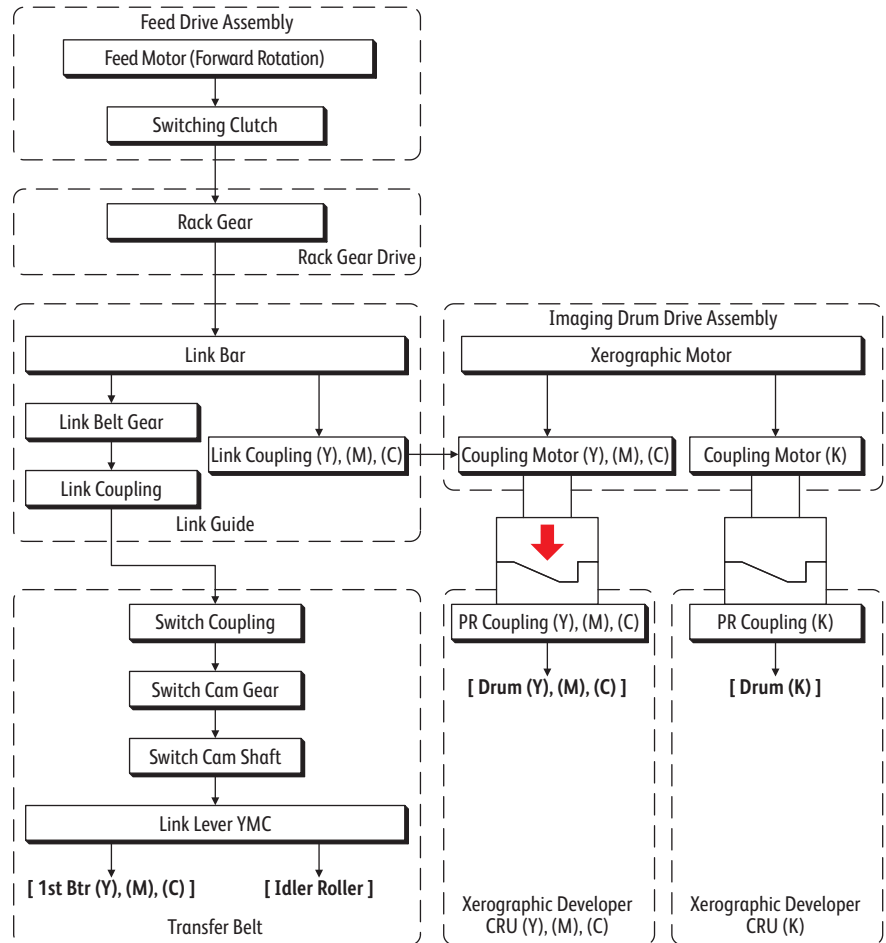 Feed Drive Assembly
Feed Motor (Forward Rotation)
Switching Clutch
Rack Gear
Rack Gear Drive
Link Bar
Link Belt Gear
Link Coupling (Y), (M), (C)
Link Coupling
Link Guide
Imaging Drum Drive Assembly
Xerographic Motor
Coupling Motor (Y), (M), (C)
Coupling Motor (K)
PR Coupling (Y), (M), (C)
[ Drum (Y), (M), (C) ]
Xerographic Developer
CRU (Y), (M), (C)
PR Coupling (K)
[ Drum (K) ]
Xerographic Developer
CRU (K)
Switch Coupling
Switch Cam Gear
Switch Cam Shaft
Link Lever YMC
[ 1st Btr (Y), (M), (C) ]
[ Idler Roller ]
Transfer Belt